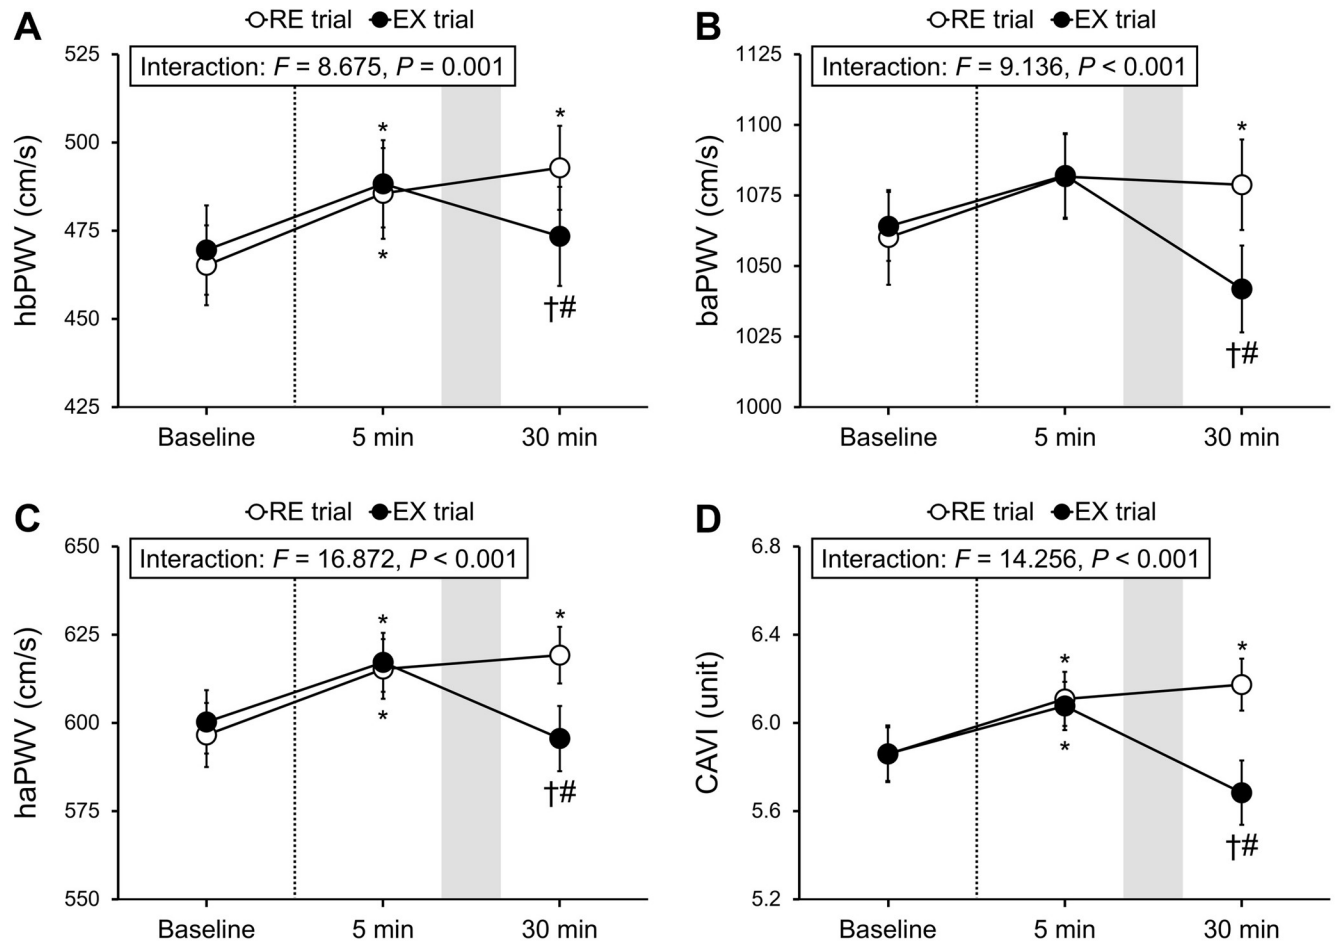 A
RE trial EX trial
Interaction: F = 8.675, P = 0.001
hbPWV (cm/s)
525
500
475
450
425
*
*
*
†#
Baseline 5 min 30 min
B
RE trial EX trial
Interaction: F = 9.136, P < 0.001
baPWV (cm/s)
1125
1100
1075
1050
1025
1000
*
†#
Baseline 5 min 30 min
C
RE trial EX trial
Interaction: F = 16.872, P < 0.001
haPWV (cm/s)
650
625
600
575
550
*
*
*
†#
Baseline 5 min 30 min
D
RE trial EX trial
Interaction: F = 14.256, P < 0.001
CAVI (unit)
6.8
6.4
6.0
5.6
5.2
*
*
*
†#
Baseline 5 min 30 min